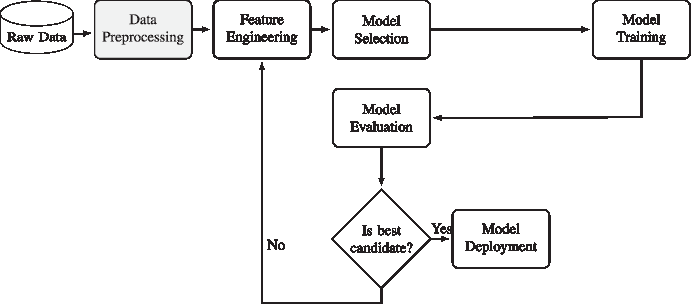 Raw Data
Data
Preprocessing
Feature
Engineering
Model
Selection
Model
Training
Model
Evaluation
Is best
candidate?
Yes
Model
Deployment
No